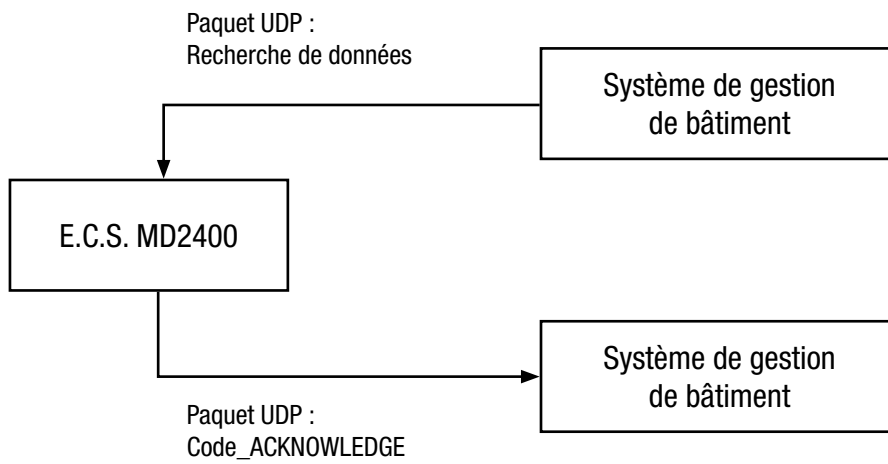 Paquet UDP :
Recherche de données
Système de gestion
de bâtiment
E.C.S. MD2400
Système de gestion
de bâtiment
Paquet UDP :
Code_ACKNOWLEDGE